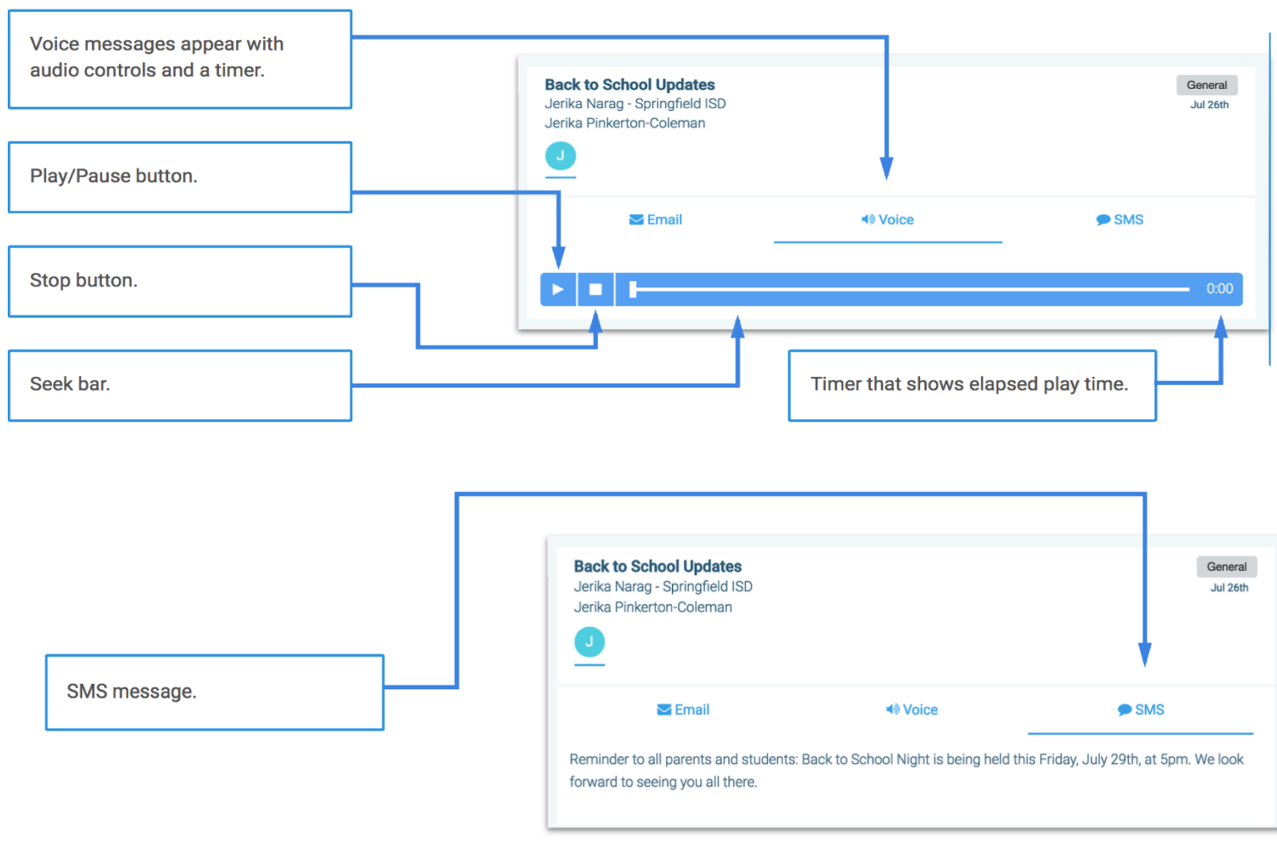 Voice messages appear with
audio controls and a timer.
Back to School Updates
General
Jerika Narag - Springfield ISD
Jul 26th
Jerika Pinkerton-Coleman
J
Play/Pause button.
Email
Voice
SMS
Stop button.
0:00
Seek bar.
Timer that shows elapsed play time.
Back to School Updates
General
Jerika Narag - Springfield ISD
Jul 26th
Jerika Pinkerton-Coleman
J
SMS message.
Email
Voice
SMS
Reminder to all parents and students: Back to School Night is being held this Friday, July 29th, at 5pm. We look
forward to seeing you all there.